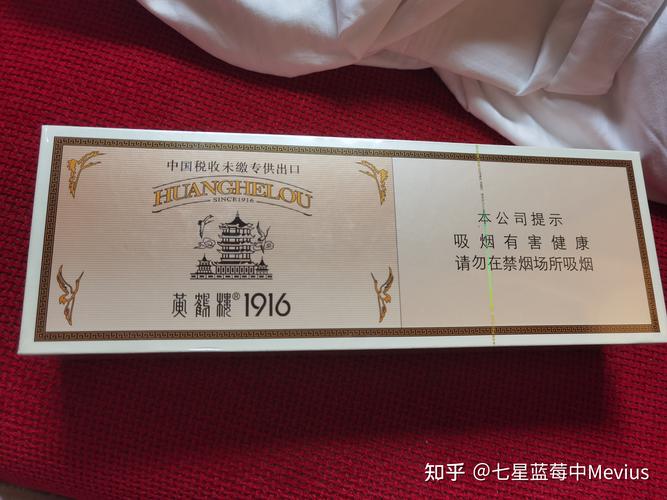 中国税收未缴专供出口
HUANGHELOU
SINCE1916
黄鹤楼®1916
本公司提示
吸烟有害健康
请勿在禁烟场所吸烟
知乎 @七星蓝莓中Mevius